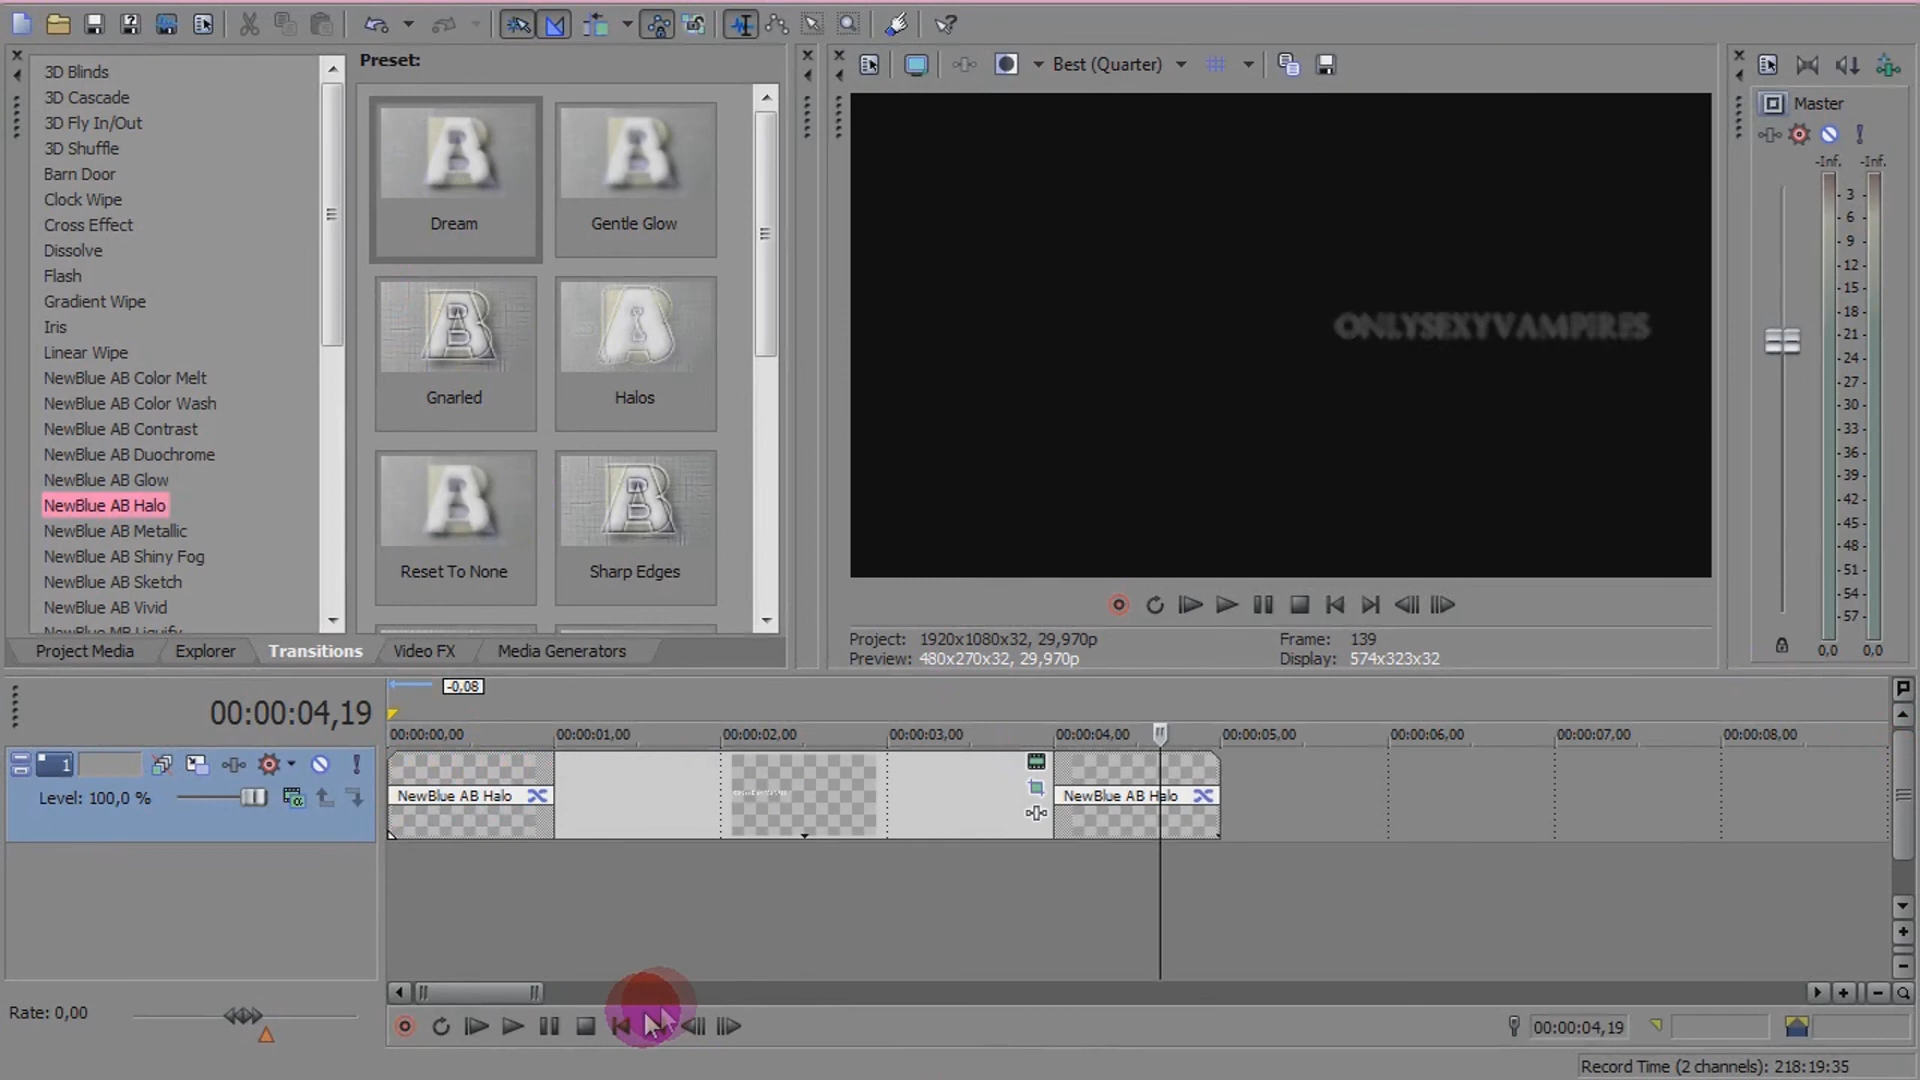 Preset:
3D Blinds
3D Cascade
3D Fly In/Out
3D Shuffle
Barn Door
Clock Wipe
Cross Effect
Dissolve
Flash
Gradient Wipe
Iris
Linear Wipe
NewBlue AB Color Melt
NewBlue AB Color Wash
NewBlue AB Contrast
NewBlue AB Duochrome
NewBlue AB Glow
NewBlue AB Halo
NewBlue AB Metallic
NewBlue AB Shiny Fog
NewBlue AB Sketch
NewBlue AB Vivid
NewBlue MB Liquify
Dream
Gentle Glow
Gnarled
Halos
Reset To None
Sharp Edges
Project Media
Explorer
Transitions
Video FX
Media Generators
Best (Quarter)
ONLYSEXYVAMPIRES
Project: 1920x1080x32, 29,970p
Preview: 480x270x32, 29,970p
Frame: 139
Display: 574x323x32
Master
-Inf. -Inf.
3
6
9
12
15
18
21
24
27
30
33
36
39
42
45
48
51
54
57
0,0 0,0
-0,08
00:00:04,19
00:00:00,00 00:00:01,00 00:00:02,00 00:00:03,00 00:00:04,00 00:00:05,00 00:00:06,00 00:00:07,00 00:00:08,00
1
Level: 100,0 %
NewBlue AB Halo
NewBlue AB Halo
Rate: 0,00
00:00:04,19
Record Time (2 channels): 218:19:35